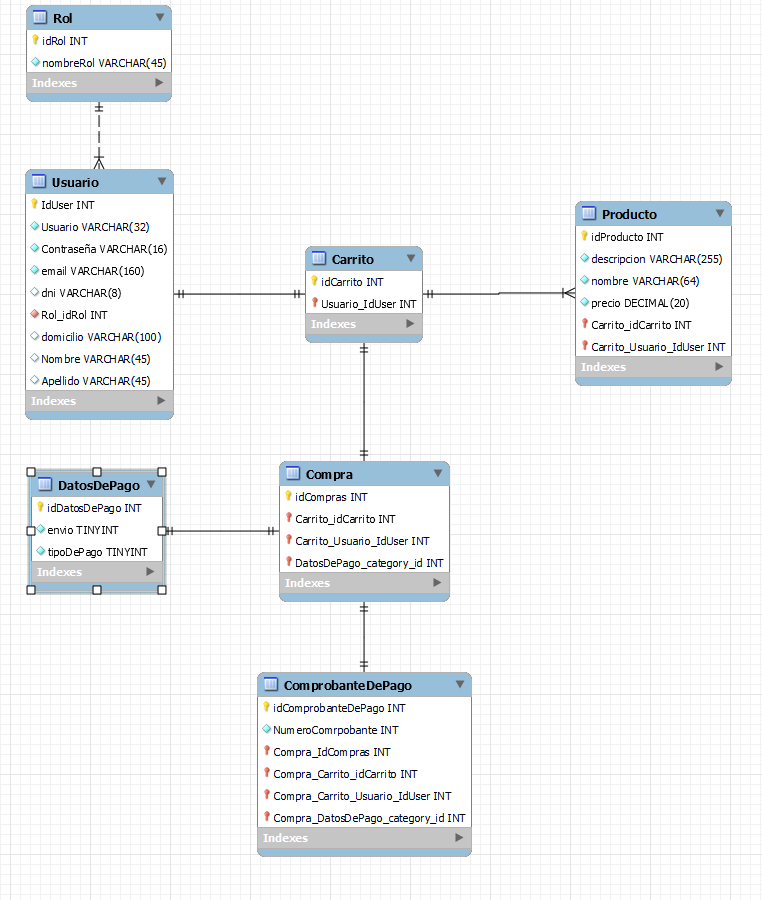 Rol
idRol INT
nombreRol VARCHAR(45)
Indexes
Usuario
IdUser INT
Usuario VARCHAR(32)
Contraseña VARCHAR(16)
email VARCHAR(160)
dni VARCHAR(8)
Rol_idRol INT
domicilio VARCHAR(100)
Nombre VARCHAR(45)
Apellido VARCHAR(45)
Indexes
Carrito
idCarrito INT
Usuario_IdUser INT
Indexes
Producto
idProducto INT
descripcion VARCHAR(255)
nombre VARCHAR(64)
precio DECIMAL(20)
Carrito_idCarrito INT
Carrito_Usuario_IdUser INT
Indexes
DatosDePago
idDatosDePago INT
envio TINYINT
tipoDePago TINYINT
Indexes
Compra
idCompras INT
Carrito_idCarrito INT
Carrito_Usuario_IdUser INT
DatosDePago_category_id INT
Indexes
ComprobanteDePago
idComprobanteDePago INT
NumeroComrpobante INT
Compra_IdCompras INT
Compra_Carrito_idCarrito INT
Compra_Carrito_Usuario_IdUser INT
Compra_DatosDePago_category_id INT
Indexes